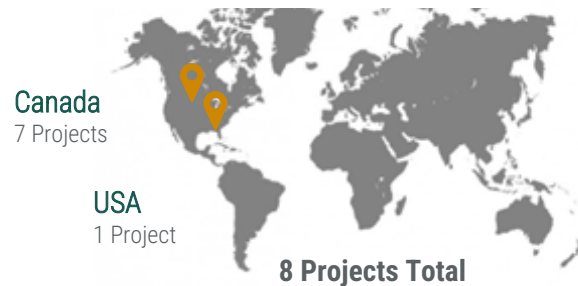 Canada
7 Projects
USA
1 Project
8 Projects Total